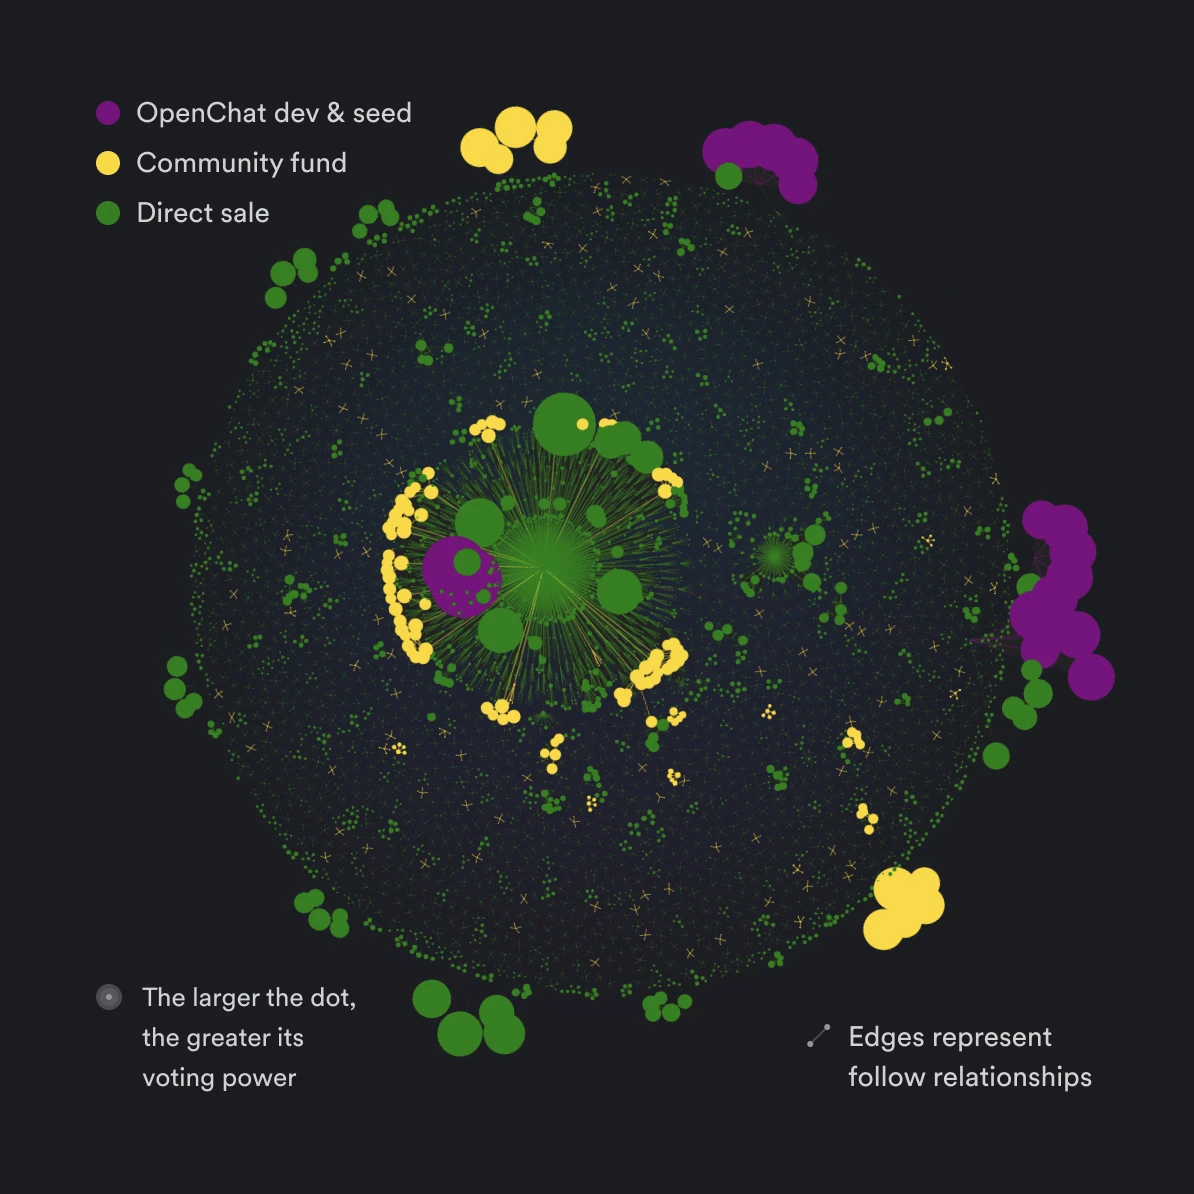 OpenChat dev & seed
Community fund
Direct sale
The larger the dot,
the greater its
voting power
Edges represent
follow relationships